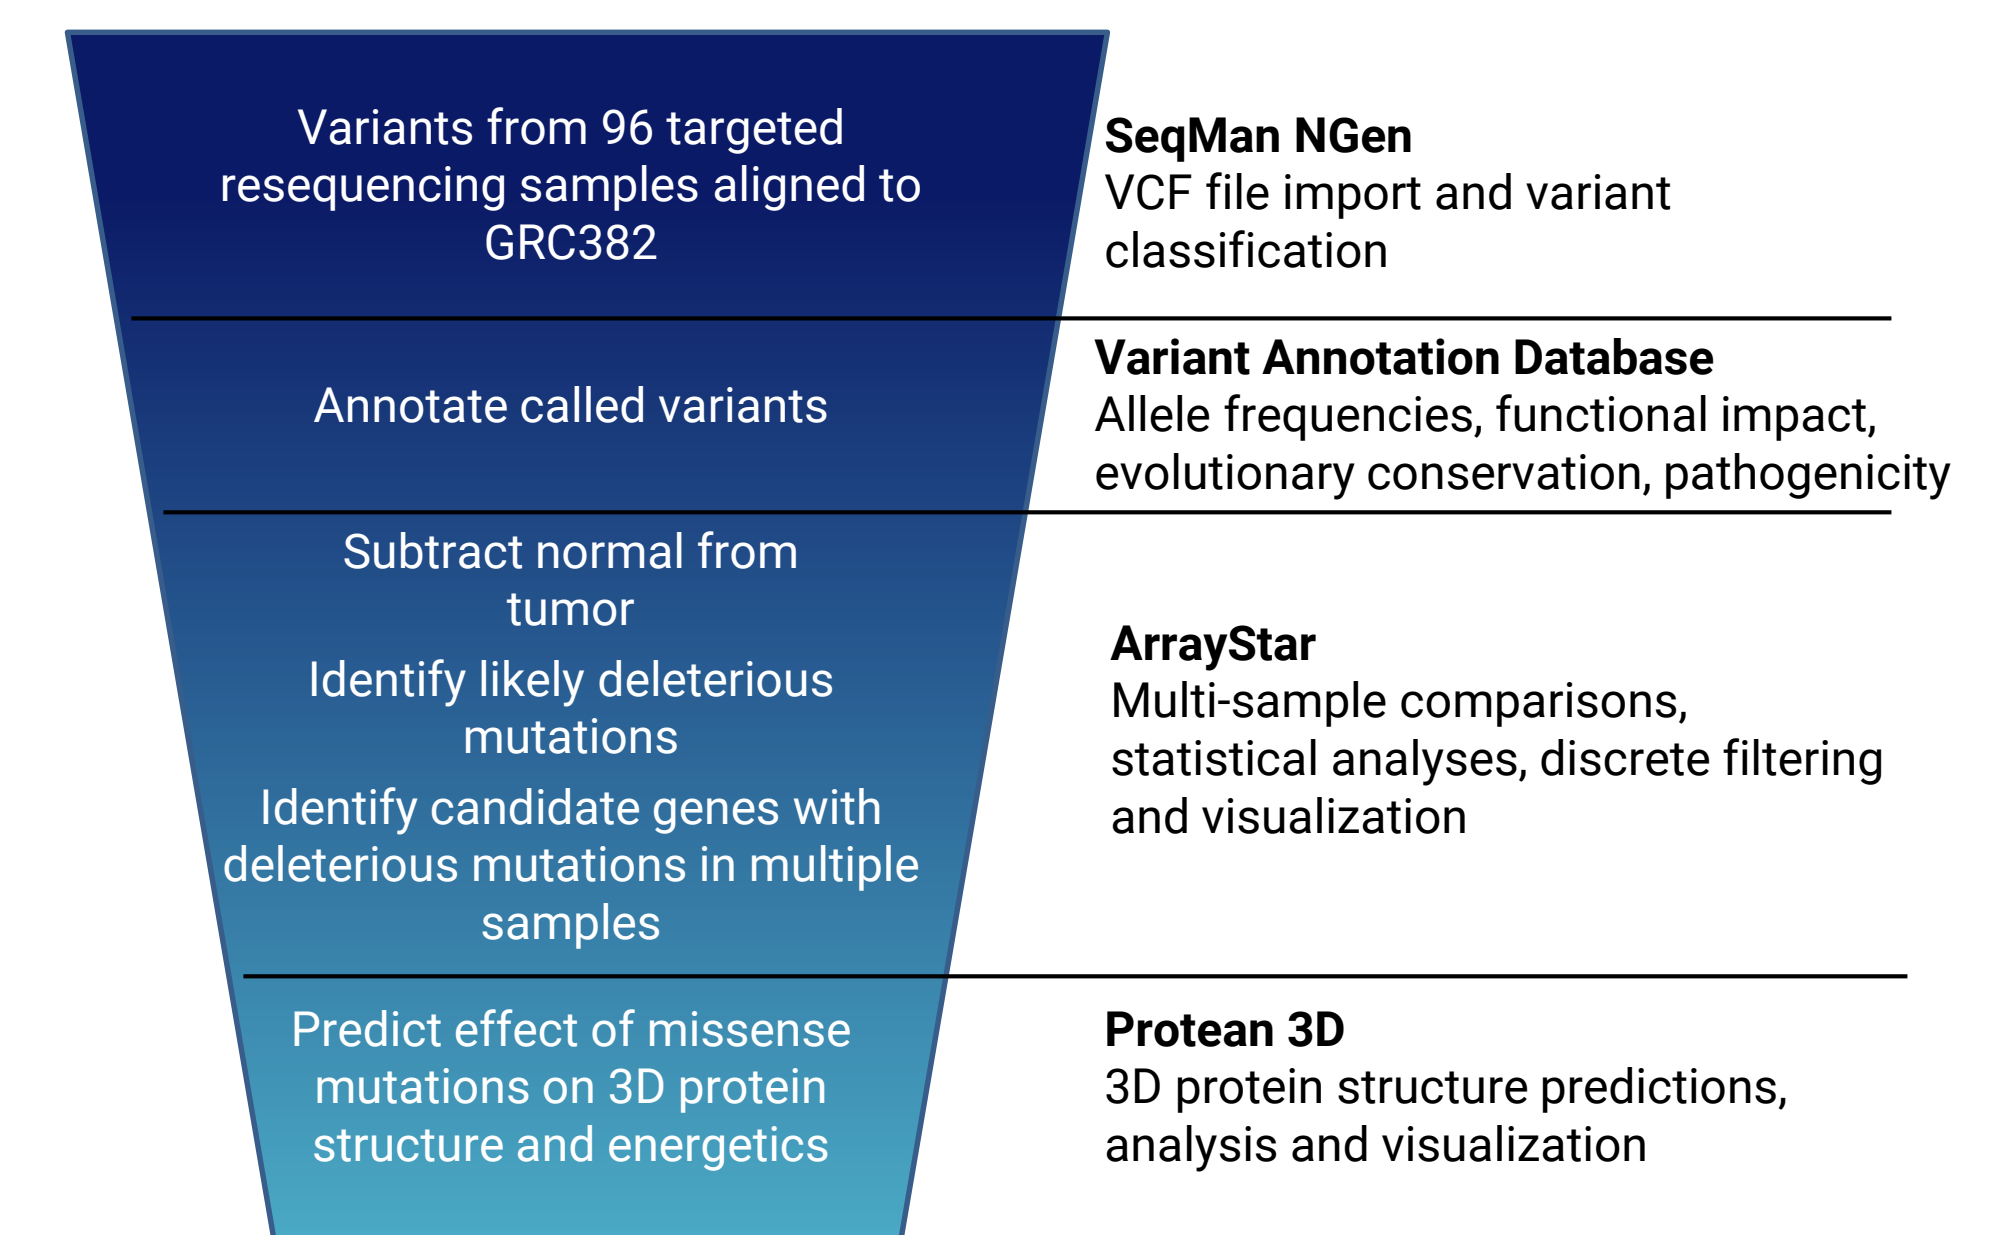 Variants from 96 targeted
resequencing samples aligned to
GRC382
SeqMan NGen
VCF file import and variant
classification
Annotate called variants
Variant Annotation Database
Allele frequencies, functional impact,
evolutionary conservation, pathogenicity
Subtract normal from
tumor
Identify likely deleterious
mutations
Identify candidate genes with
deleterious mutations in multiple
samples
ArrayStar
Multi-sample comparisons,
statistical analyses, discrete filtering
and visualization
Predict effect of missense
mutations on 3D protein
structure and energetics
Protean 3D
3D protein structure predictions,
analysis and visualization